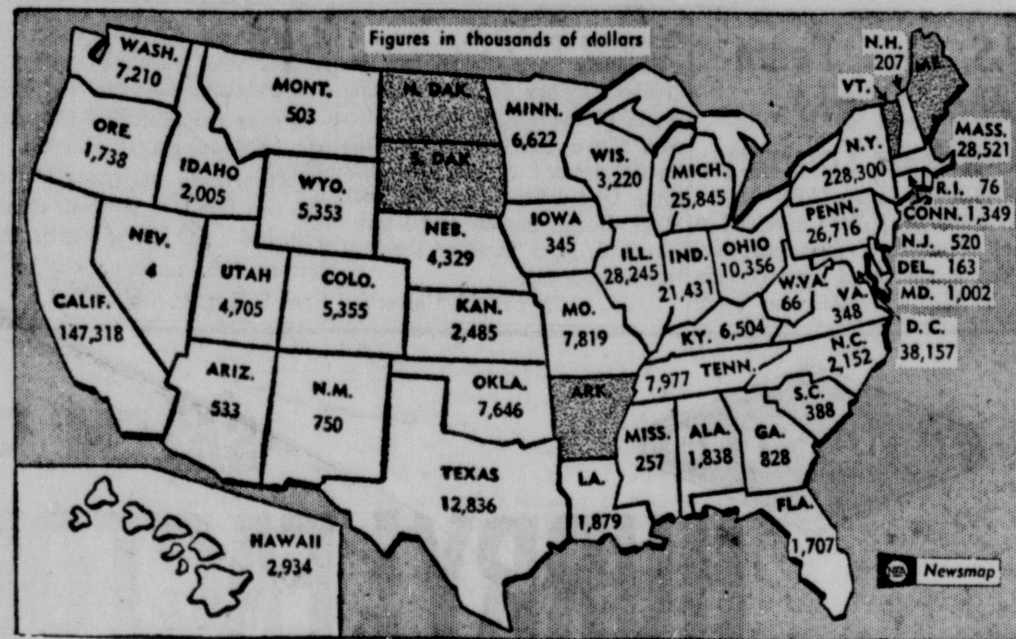 Figures in thousands of dollars
WASH.
7,210
MONT.
503
N. DAK.
MINN.
6,622
N.H.
207
VT.
ME.
ORE.
1,738
IDAHO
2,005
WYO.
5,353
S. DAK.
WIS.
3,220
MICH.
25,845
N.Y.
228,300
MASS.
28,521
R.I. 76
CONN. 1,349
N.J. 520
DEL. 163
MD. 1,002
D. C.
38,157
NEV.
4
UTAH
4,705
COLO.
5,355
NEB.
4,329
IOWA
345
ILL.
28,245
IND.
21,431
OHIO
10,356
PENN.
26,716
W.VA.
66
VA.
348
CALIF.
147,318
KAN.
2,485
MO.
7,819
KY. 6,504
N.C.
2,152
ARIZ.
533
N.M.
750
OKLA.
7,646
ARK.
7,977 TENN.
S.C.
388
TEXAS
12,836
LA.
1,879
MISS.
257
ALA.
1,838
GA.
828
FLA.
1,707
HAWAII
2,934
NEA Newsmap